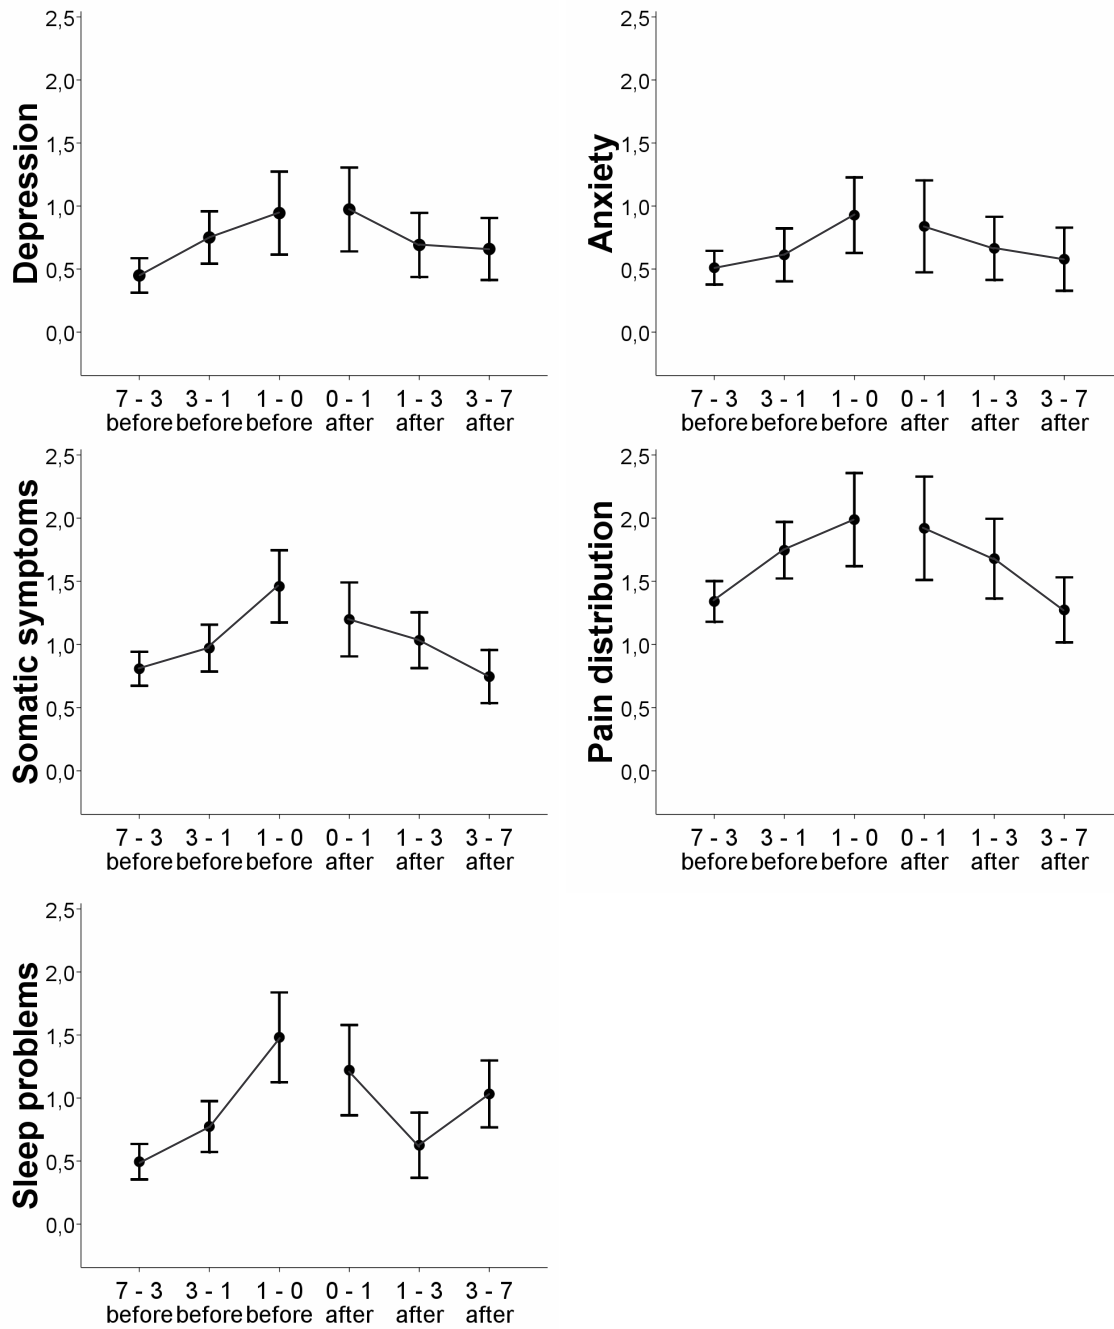 Depression
2,5
2,0
1,5
1,0
0,5
0,0
7 - 3 3 - 1 1 - 0 0 - 1 1 - 3 3 - 7
before before before after after after
Anxiety
2,5
2,0
1,5
1,0
0,5
0,0
7 - 3 3 - 1 1 - 0 0 - 1 1 - 3 3 - 7
before before before after after after
Somatic symptoms
2,5
2,0
1,5
1,0
0,5
0,0
7 - 3 3 - 1 1 - 0 0 - 1 1 - 3 3 - 7
before before before after after after
Pain distribution
2,5
2,0
1,5
1,0
0,5
0,0
7 - 3 3 - 1 1 - 0 0 - 1 1 - 3 3 - 7
before before before after after after
Sleep problems
2,5
2,0
1,5
1,0
0,5
0,0
7 - 3 3 - 1 1 - 0 0 - 1 1 - 3 3 - 7
before before before after after after